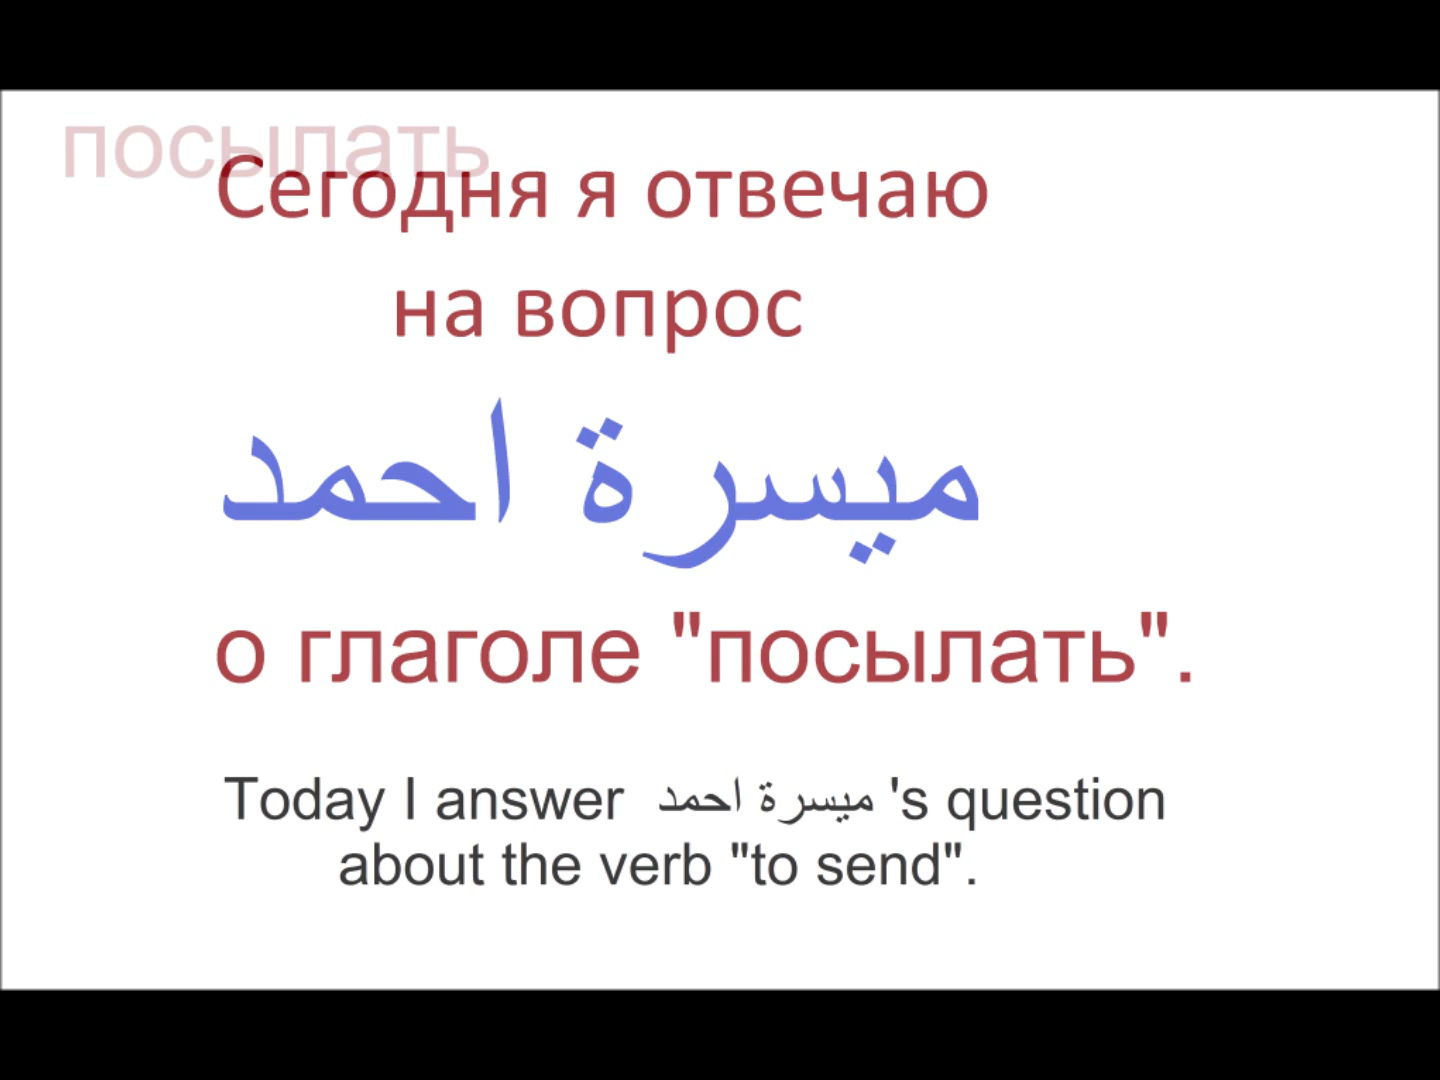 посылать
Сегодня я отвечаю
на вопрос
ميسرة احمد
о глаголе "посылать".
Today I answer ميسرة احمد 's question
about the verb "to send".